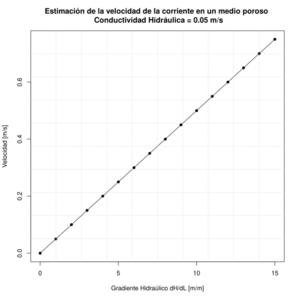 Estimación de la velocidad de la corriente en un medio poroso
Conductividad Hidráulica = 0.05 m/s
Velocidad [m/s]
0.6
0.4
0.2
0.0
0
5
10
15
Gradiente Hidraúlico dH/dL [m/m]